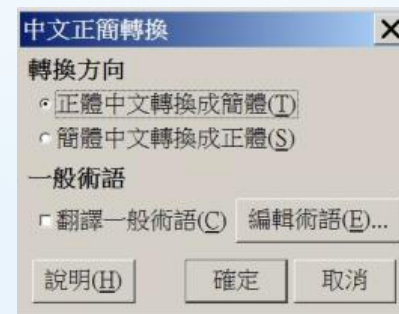 中文正簡轉換
轉換方向
正體中文轉換成簡體(T)
簡體中文轉換成正體(S)
一般術語
翻譯一般術語(C) 編輯術語(E)...
說明(H) 確定 取消